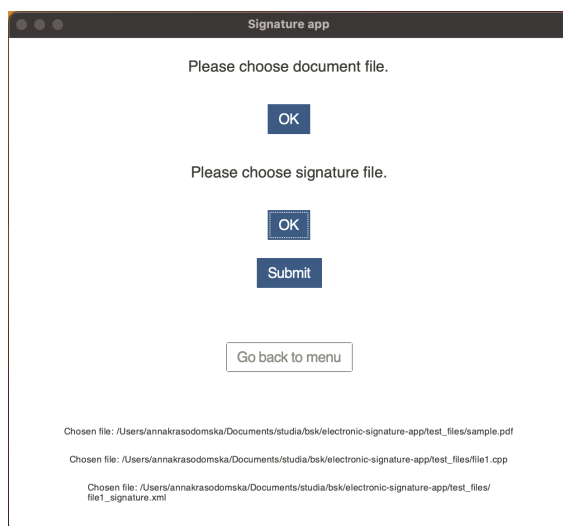 Signature app
Please choose document file.
OK
Please choose signature file.
OK
Submit
Go back to menu
Chosen file: /Users/annakrasodomska/Documents/studia/bsk/electronic-signature-app/test_files/sample.pdf
Chosen file: /Users/annakrasodomska/Documents/studia/bsk/electronic-signature-app/test_files/file1.cpp
Chosen file: /Users/annakrasodomska/Documents/studia/bsk/electronic-signature-app/test_files/
file1_signature.xml